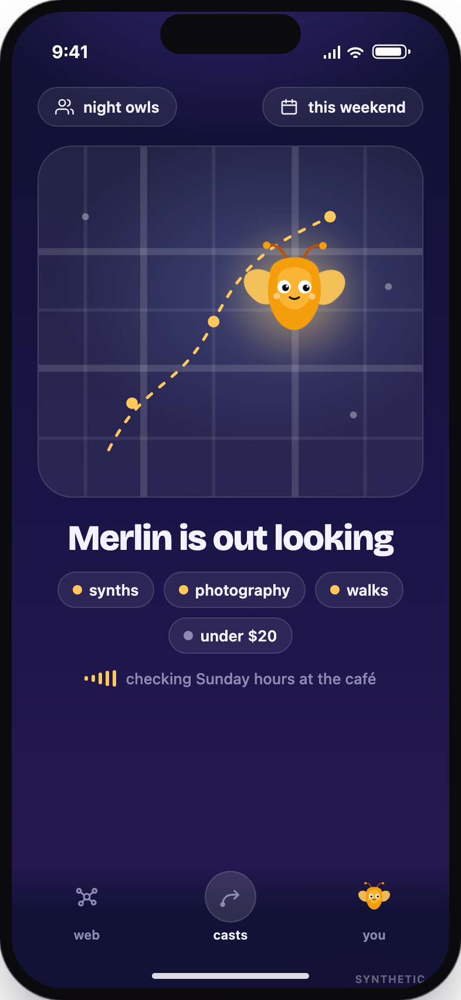 9:41
night owls
this weekend
Merlin is out looking
synths
photography
walks
under $20
checking Sunday hours at the café
web
casts
you
SYNTHETIC